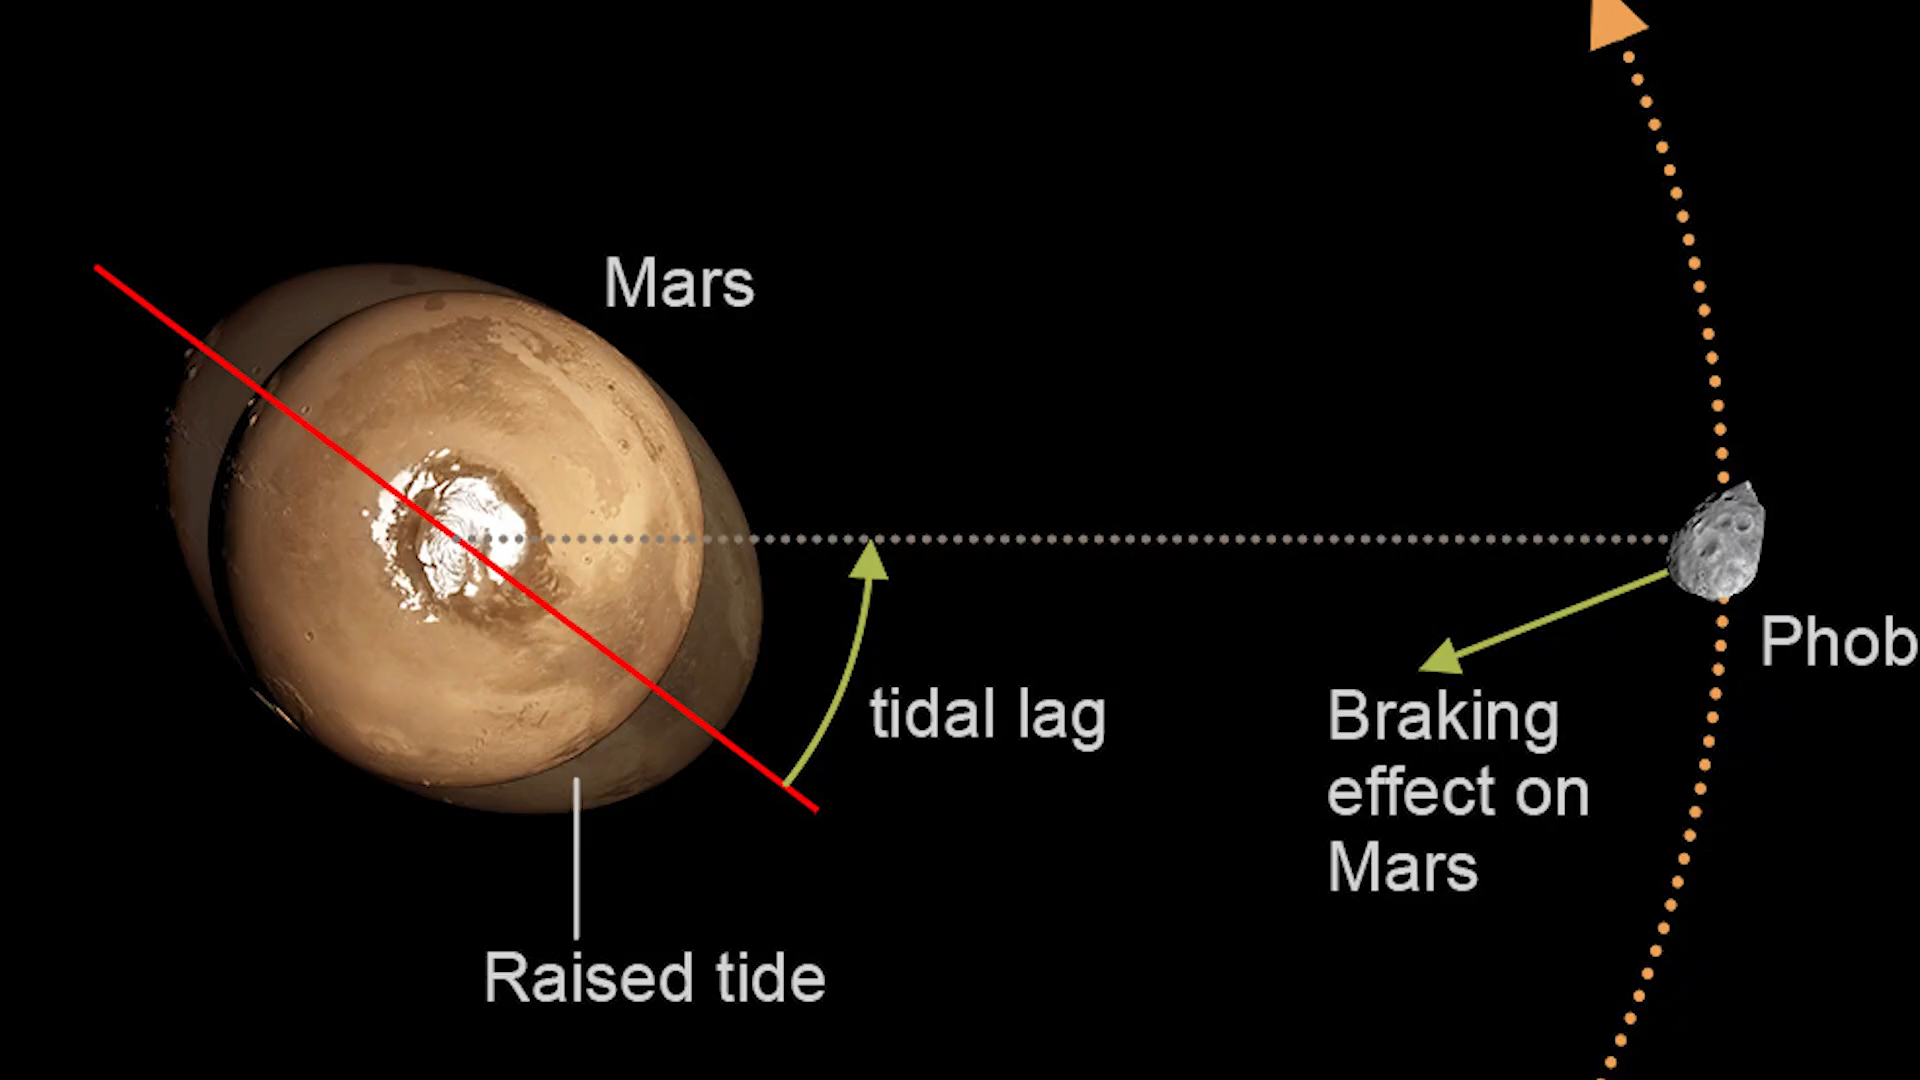 Mars
Phob
tidal lag
Braking
effect on
Mars
Raised tide